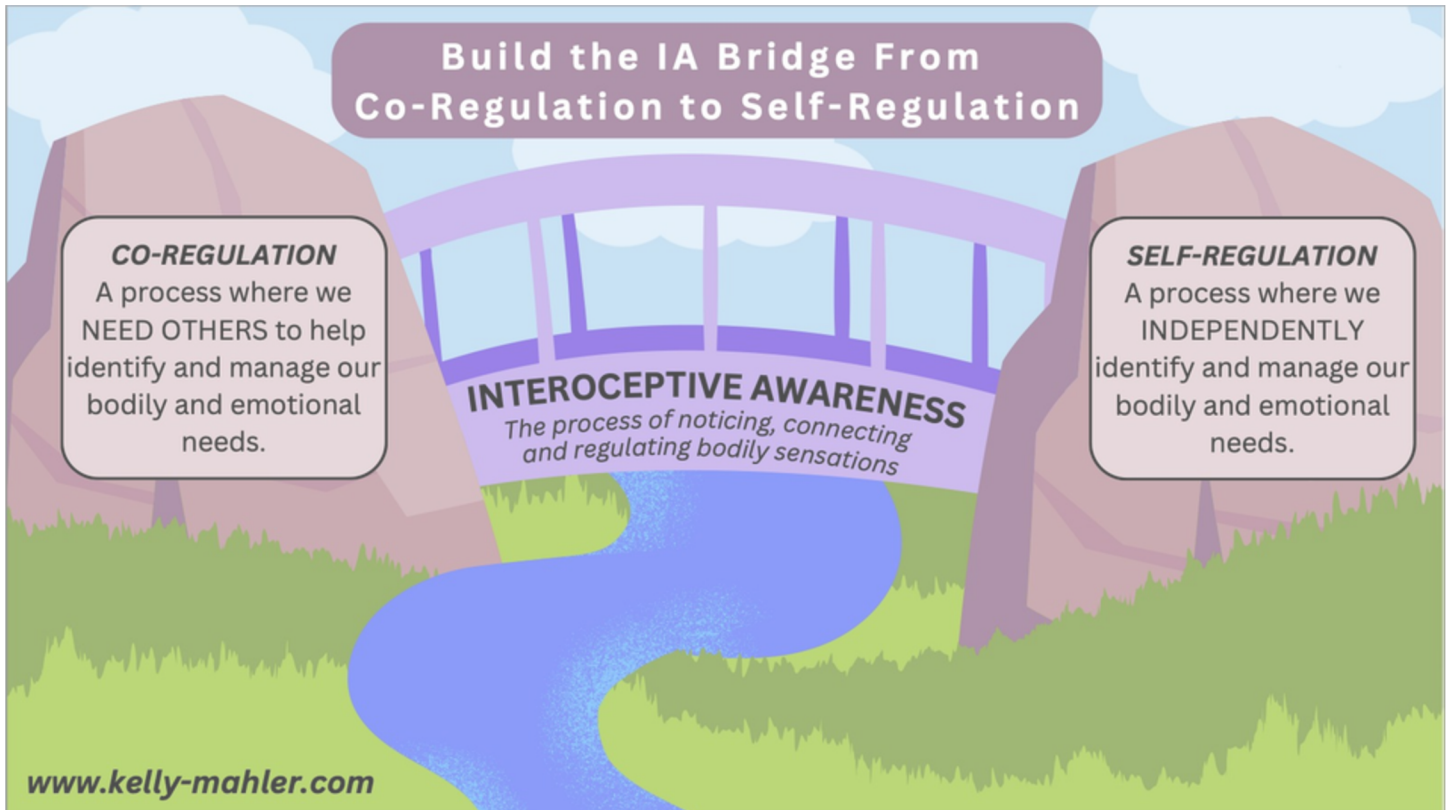 Build the IA Bridge From
Co-Regulation to Self-Regulation
CO-REGULATION
A process where we
NEED OTHERS to help
identify and manage our
bodily and emotional
needs.
INTEROCEPTIVE AWARENESS
The process of noticing, connecting
and regulating bodily sensations
SELF-REGULATION
A process where we
INDEPENDENTLY
identify and manage our
bodily and emotional
needs.
www.kelly-mahler.com